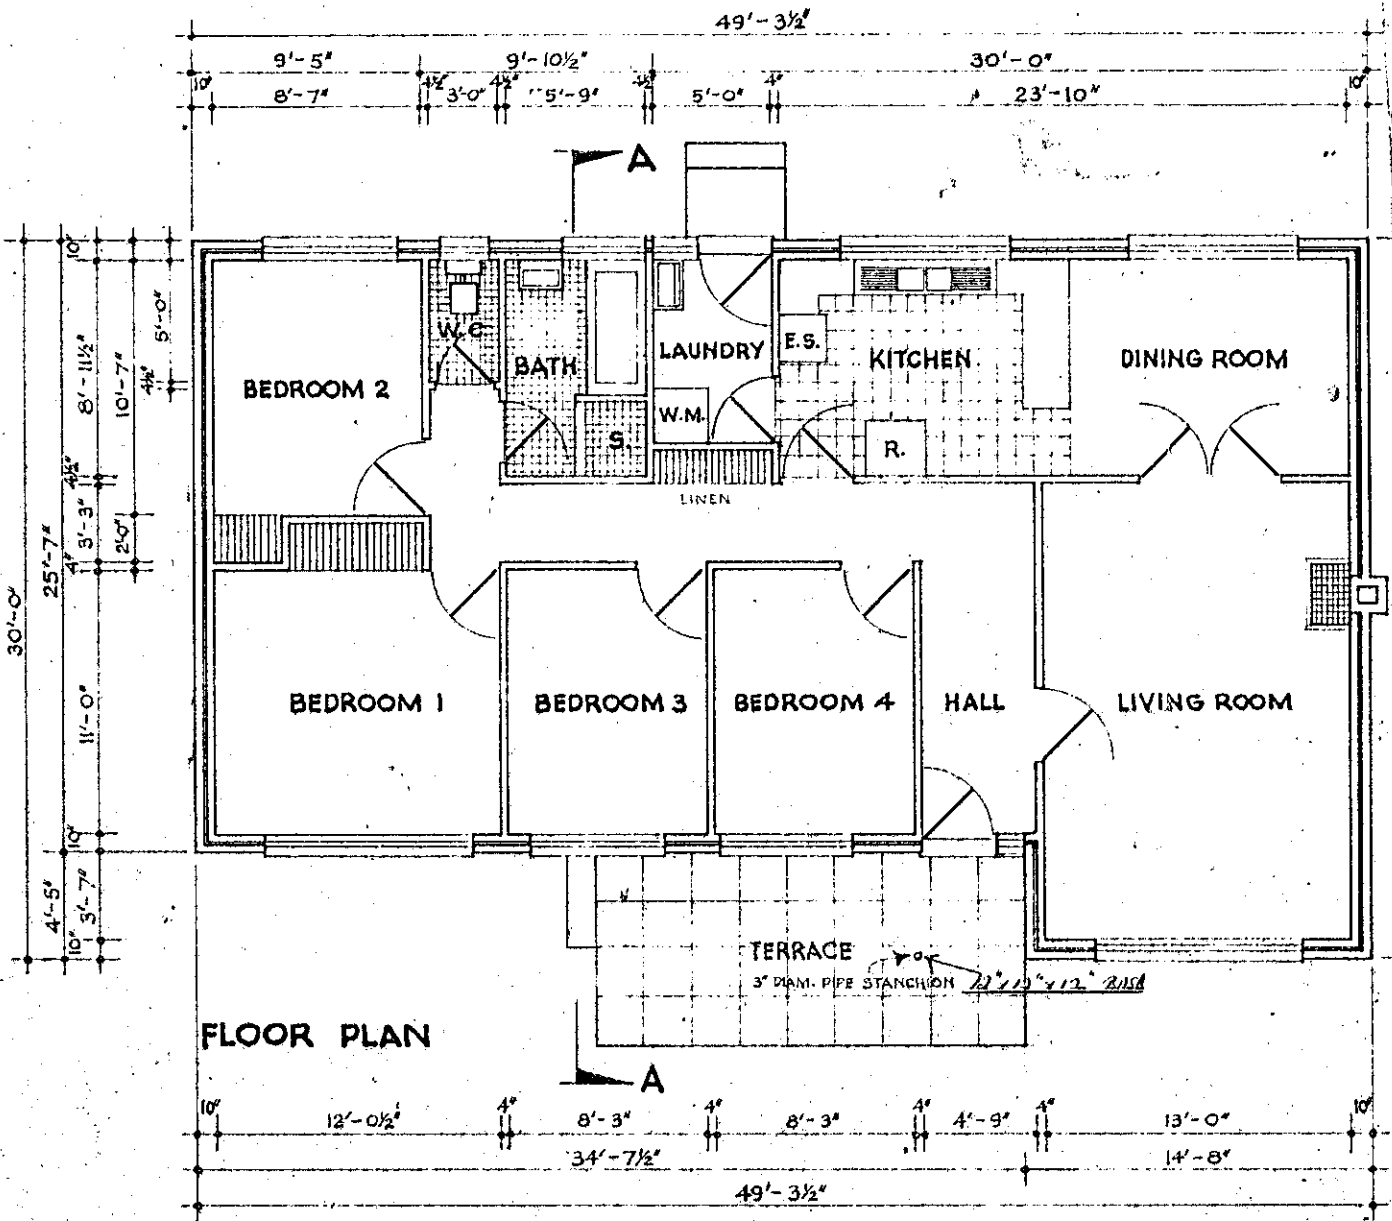 49'-3½"
9'-5" 9'-10½" 30'-0"
10" 8'-7" 4½" 3'-0" 4½" 5'-9" 4½" 5'-0" 4" 23'-10" 10"
A
10"
5'-0"
4½"
8'-11½"
10'-7"
4½"
3'-3"
2'-0"
4"
25'-7"
30'-0"
11'-0"
10"
4'-5"
3'-7"
10"
W.C
BEDROOM 2
BATH
S.
LAUNDRY
W.M.
E.S.
KITCHEN
R.
DINING ROOM
LINEN
BEDROOM 1
BEDROOM 3
BEDROOM 4
HALL
LIVING ROOM
TERRACE
3" DIAM. PIPE STANCHION
FLOOR PLAN
A
10" 12'-0½" 4" 8'-3" 4" 8'-3" 4" 4'-9" 4" 13'-0" 10"
34'-7½" 14'-8"
49'-3½"